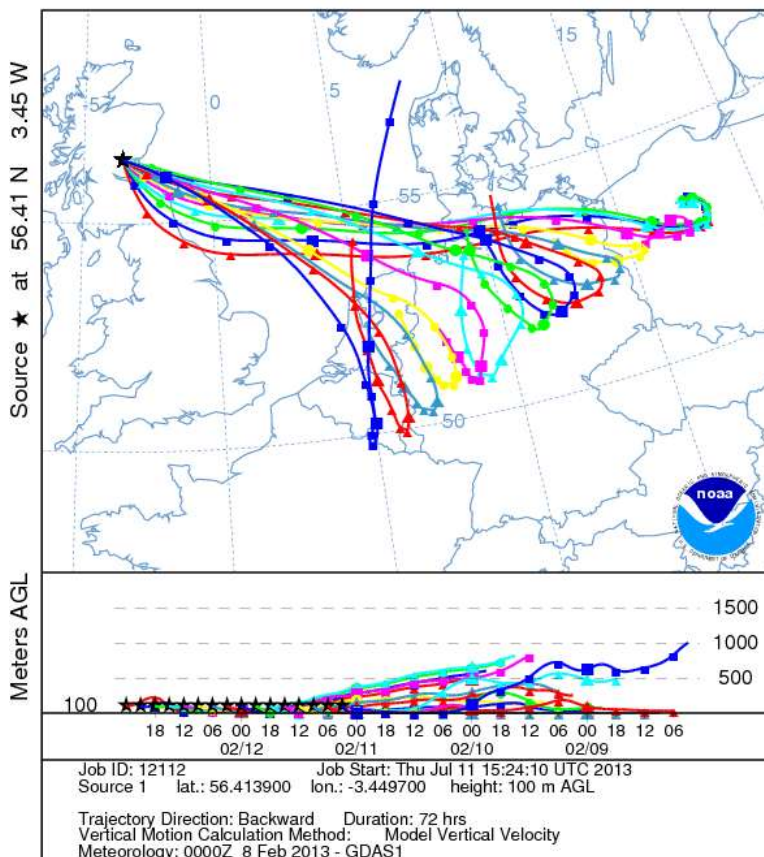 Source ★ at 56.41 N 3.45 W
-5
0
5
10
15
55
50
noaa
Meters AGL
1500
1000
500
100
18 12 06 00 18 12 06 00 18 12 06 00 18 12 06 00 18 12 06
02/12 02/11 02/10 02/09
Job ID: 12112 Job Start: Thu Jul 11 15:24:10 UTC 2013
Source 1 lat.: 56.413900 lon.: -3.449700 height: 100 m AGL
Trajectory Direction: Backward Duration: 72 hrs
Vertical Motion Calculation Method: Model Vertical Velocity
Meteorology: 0000Z 8 Feb 2013 - GDAS1